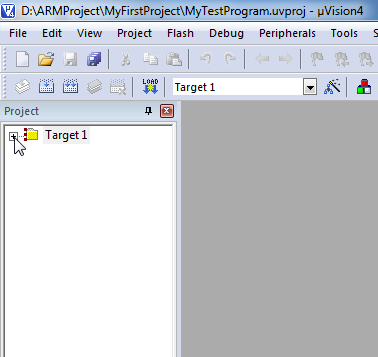 D:\ARMProject\MyFirstProject\MyTestProgram.uvproj - µVision4
File Edit View Project Flash Debug Peripherals Tools S
LOAD Target 1
Project
Target 1